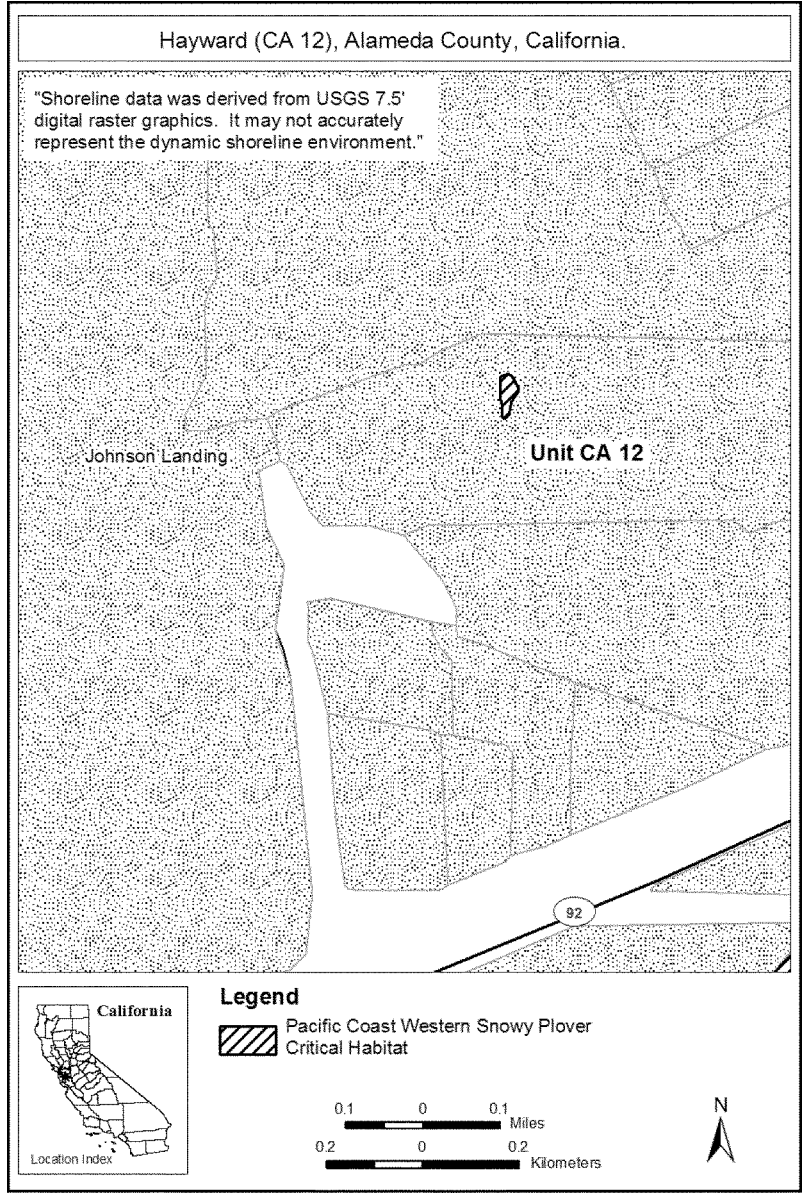 Hayward (CA 12), Alameda County, California.
"Shoreline data was derived from USGS 7.5'
digital raster graphics. It may not accurately
represent the dynamic shoreline environment."
Johnson Landing
Unit CA 12
92
California
Location Index
Legend
Pacific Coast Western Snowy Plover
Critical Habitat
0.1 0 0.1
Miles
0.2 0 0.2
Kilometers
N